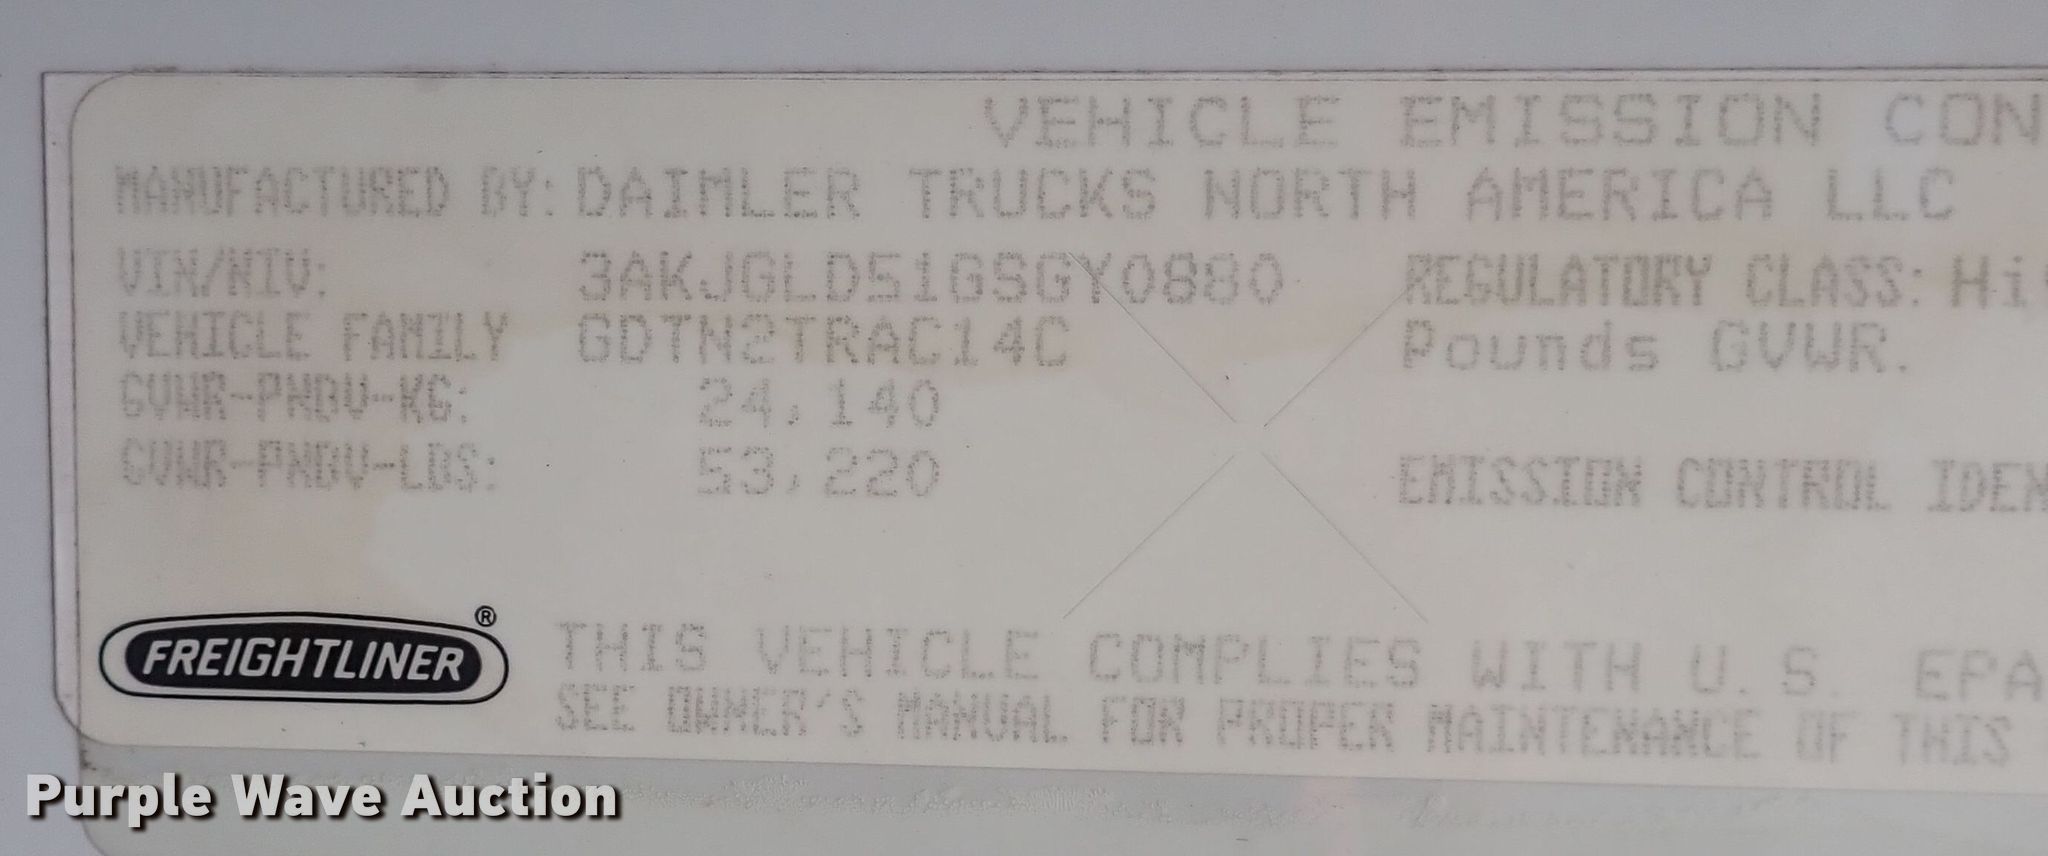 VEHICLE EMISSION CON
MANUFACTURED BY: DAIMLER TRUCKS NORTH AMERICA LLC
VIN/NIV: 3AKJGLD51GSGY0880 REGULATORY CLASS: Hi
VEHICLE FAMILY GDTN2TRAC14C Pounds GVWR.
GVWR-PNBV-KG: 24,140
GVWR-PNBV-LBS: 53,220 EMISSION CONTROL IDEN
FREIGHTLINER®
THIS VEHICLE COMPLIES WITH U.S. EPA
SEE OWNER'S MANUAL FOR PROPER MAINTENANCE OF THIS
Purple Wave Auction